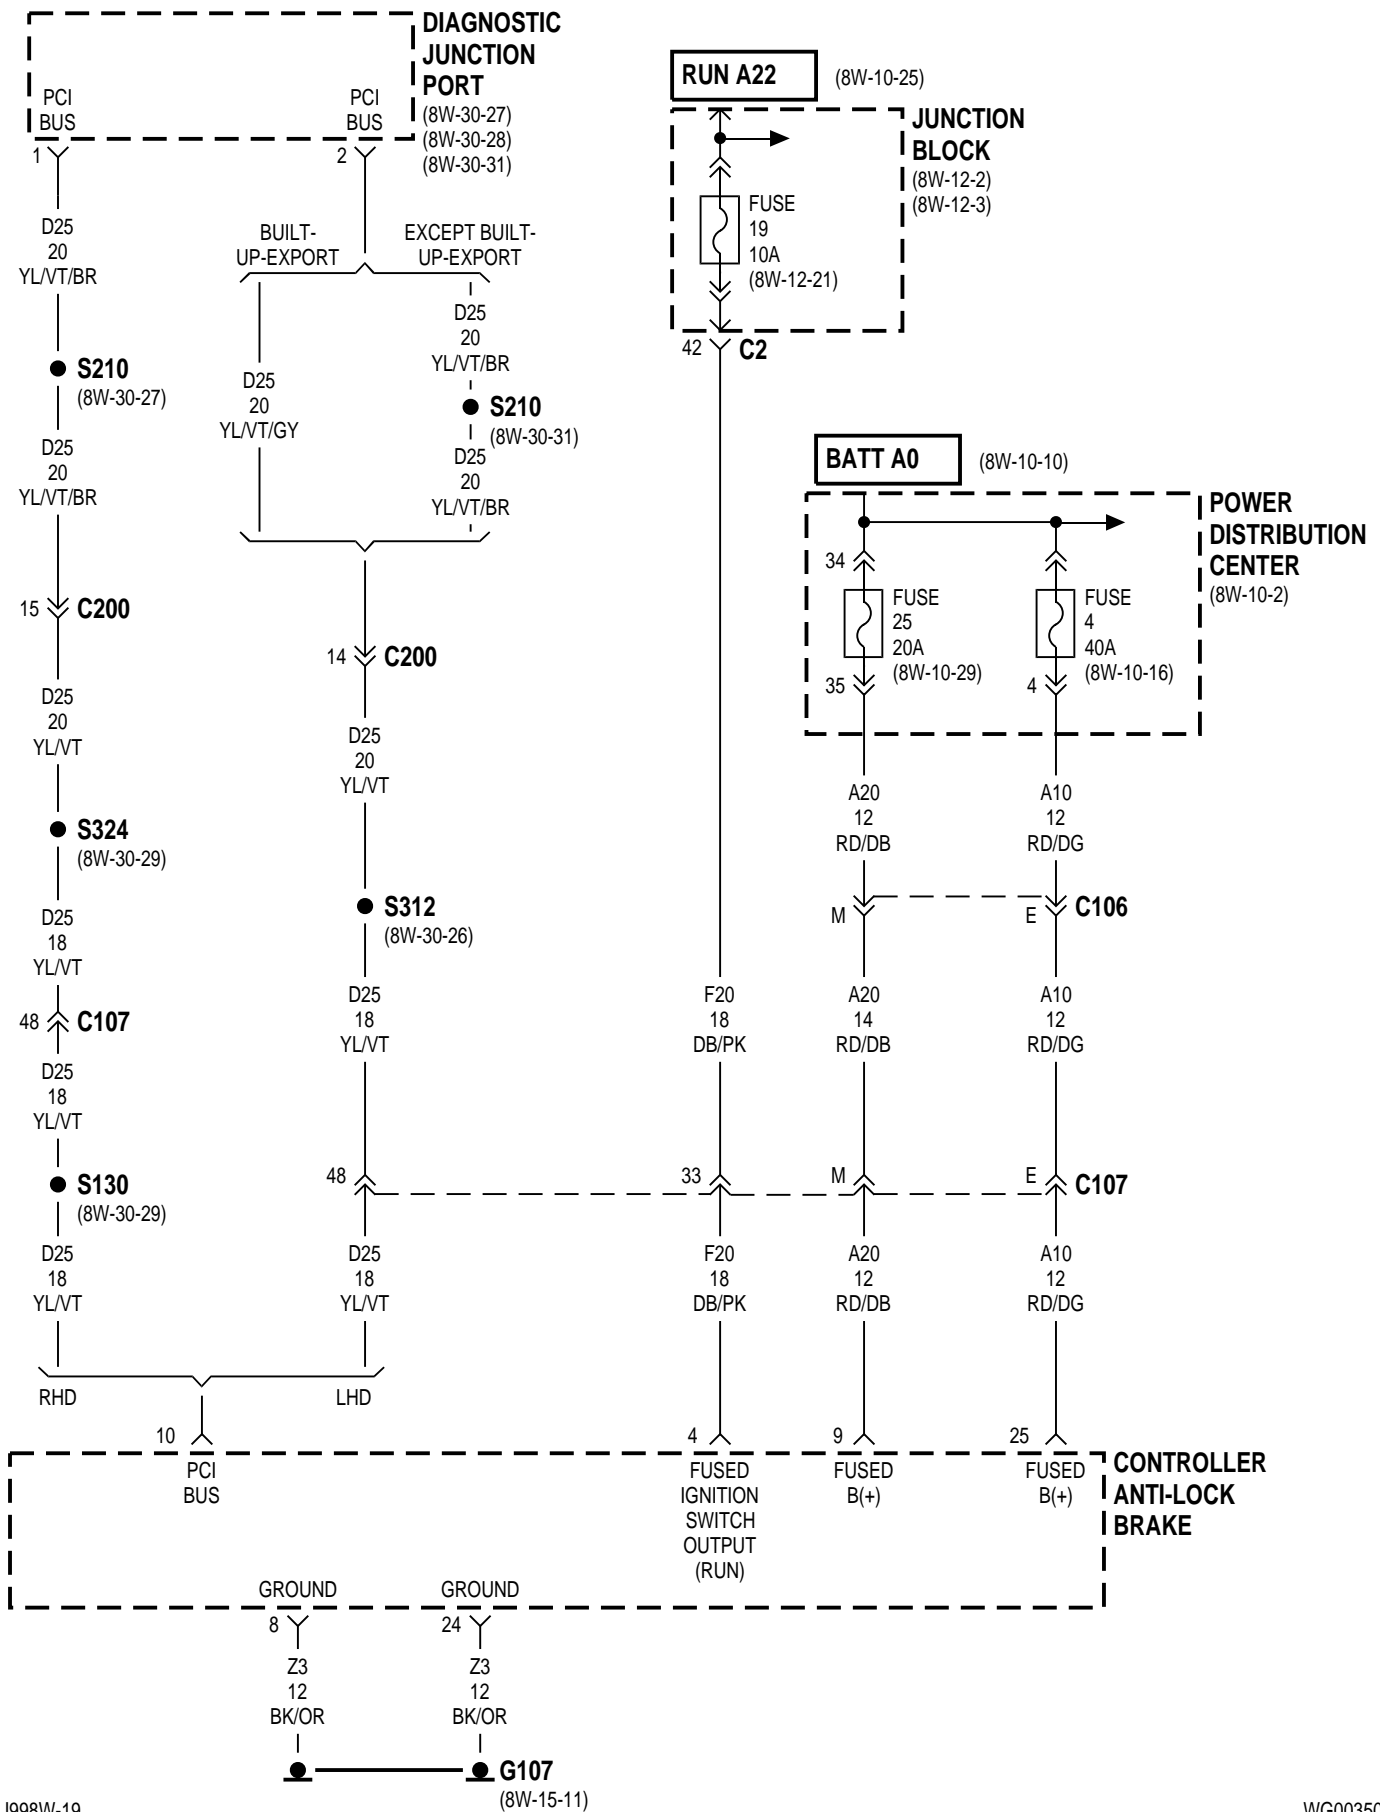 DIAGNOSTIC
JUNCTION
PORT
(8W-30-27)
(8W-30-28)
(8W-30-31)
PCI
BUS
PCI
BUS
1
2
D25
20
YL/VT/BR
S210
(8W-30-27)
D25
20
YL/VT/BR
15
C200
D25
20
YL/VT
S324
(8W-30-29)
D25
18
YL/VT
48
C107
D25
18
YL/VT
S130
(8W-30-29)
D25
18
YL/VT
RHD
BUILT-
UP-EXPORT
EXCEPT BUILT-
UP-EXPORT
D25
20
YL/VT/GY
D25
20
YL/VT/BR
S210
(8W-30-31)
D25
20
YL/VT/BR
14
C200
D25
20
YL/VT
S312
(8W-30-26)
D25
18
YL/VT
48
D25
18
YL/VT
LHD
RUN A22
(8W-10-25)
JUNCTION
BLOCK
(8W-12-2)
(8W-12-3)
FUSE
19
10A
(8W-12-21)
42
C2
F20
18
DB/PK
33
F20
18
DB/PK
BATT A0
(8W-10-10)
POWER
DISTRIBUTION
CENTER
(8W-10-2)
34
FUSE
25
20A
(8W-10-29)
35
FUSE
4
40A
(8W-10-16)
4
A20
12
RD/DB
A10
12
RD/DG
M
E
C106
A20
14
RD/DB
A10
12
RD/DG
M
E
C107
A20
12
RD/DB
A10
12
RD/DG
10
4
9
25
CONTROLLER
ANTI-LOCK
BRAKE
PCI
BUS
FUSED
IGNITION
SWITCH
OUTPUT
(RUN)
FUSED
B(+)
FUSED
B(+)
GROUND
GROUND
8
24
Z3
12
BK/OR
Z3
12
BK/OR
G107
(8W-15-11)
J998W-19
WG00350